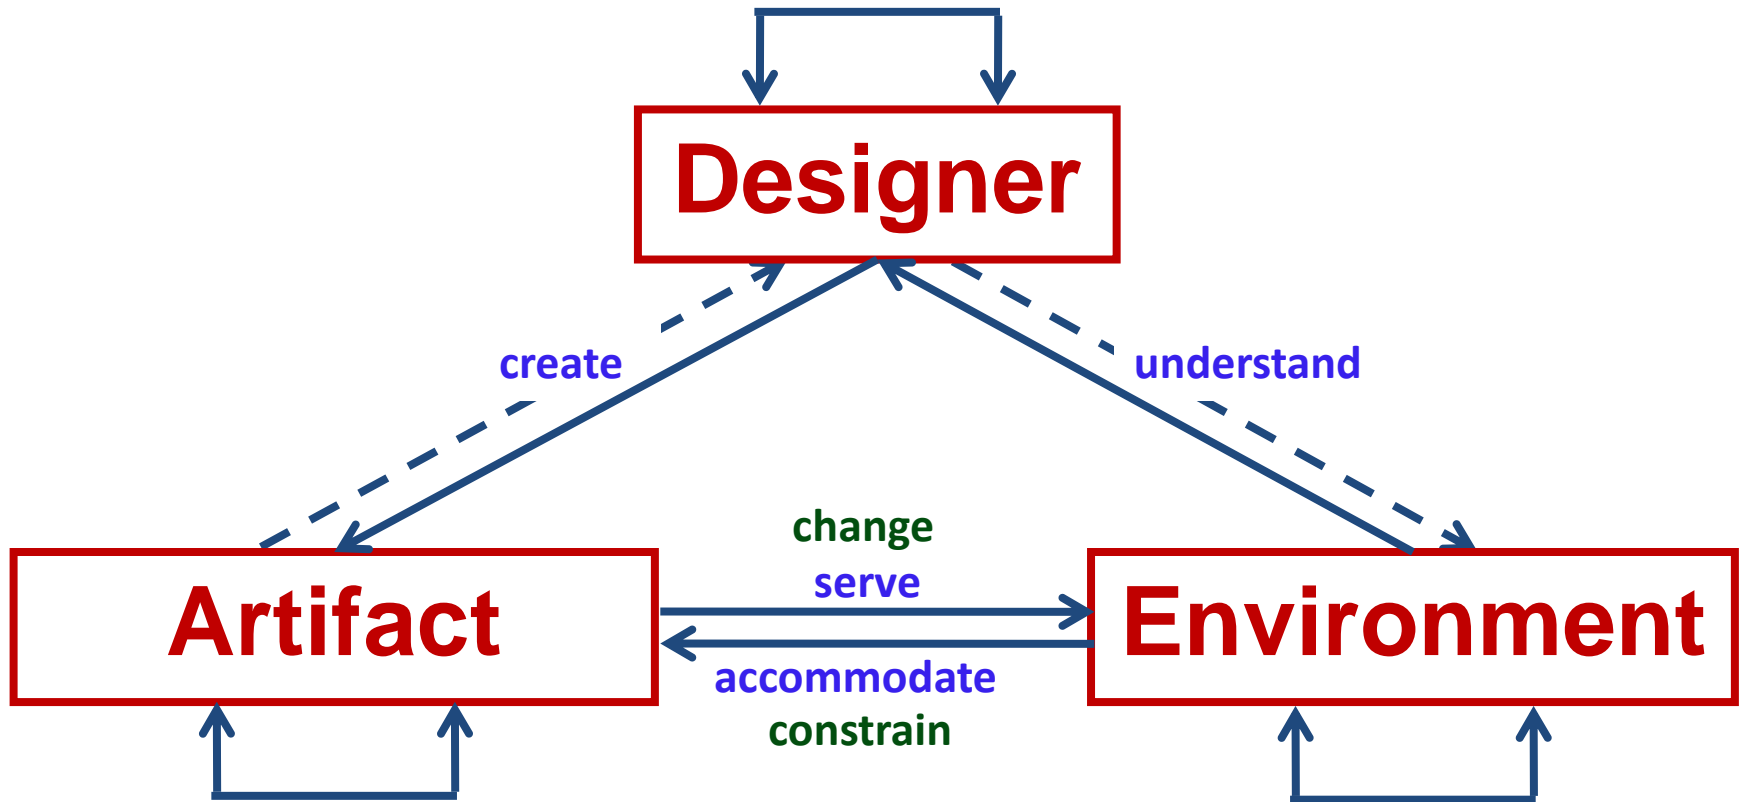 Designer
create
understand
change
serve
Artifact
Environment
accommodate
constrain